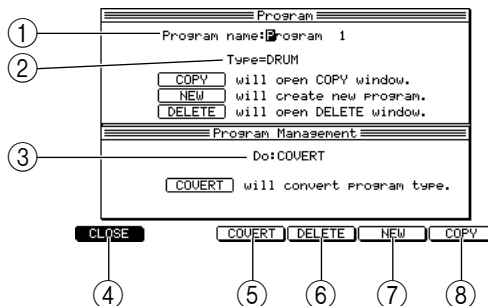 Program
① Program name:Program 1
② Type=DRUM
COPY will open COPY window.
NEW will create new program.
DELETE will open DELETE window.
Program Management
③ Do:COVERT
COVERT will convert program type.
CLOSE COVERT DELETE NEW COPY
④ ⑤ ⑥ ⑦ ⑧